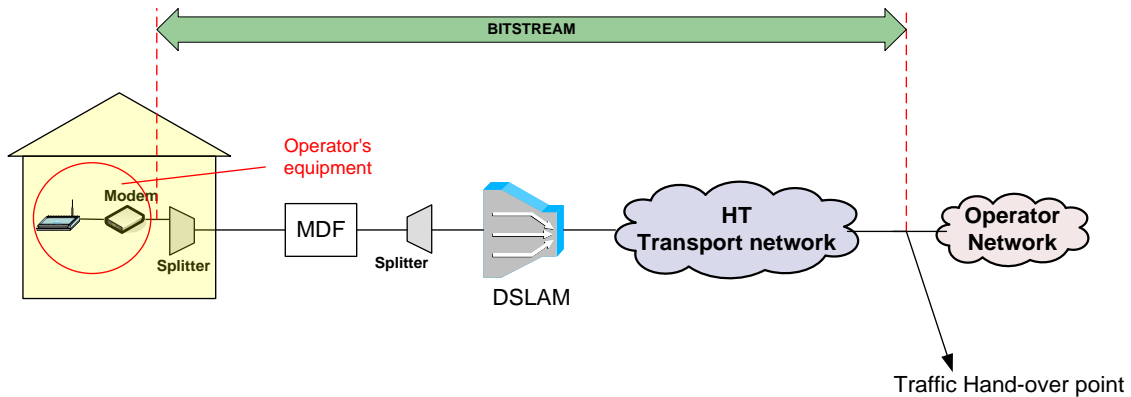 BITSTREAM
Operator's
equipment
Modem
Splitter
MDF
Splitter
DSLAM
HT
Transport network
Operator
Network
Traffic Hand-over point